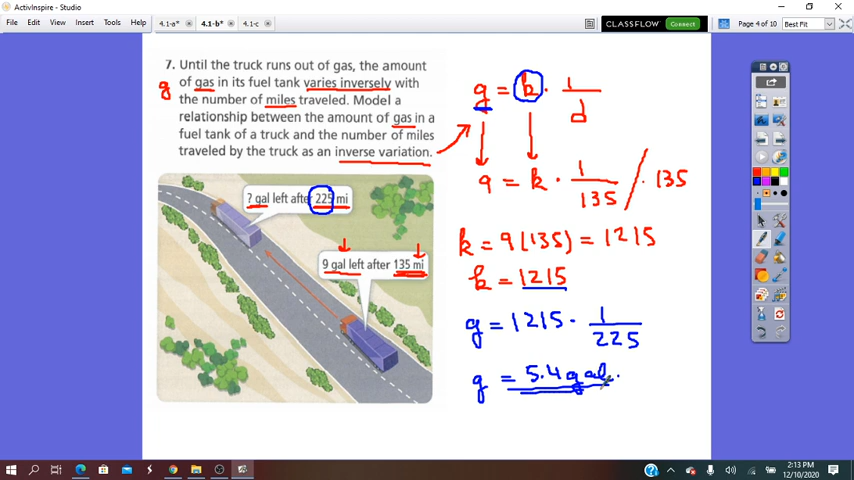 ActivInspire - Studio
File Edit View Insert Tools Help
4.1-a* 4.1-b* 4.1-c
CLASSFLOW Connect
Page 4 of 10 Best Fit
7. Until the truck runs out of gas, the amount
of gas in its fuel tank varies inversely with
g
the number of miles traveled. Model a
relationship between the amount of gas in a
fuel tank of a truck and the number of miles
traveled by the truck as an inverse variation.
? gal left after 225 mi
9 gal left after 135 mi
g = k · 1/d
9 = k · 1/135 / · 135
k = 9(135) = 1215
k = 1215
g = 1215 · 1/225
g = 5.4 gal.
2:13 PM
12/10/2020